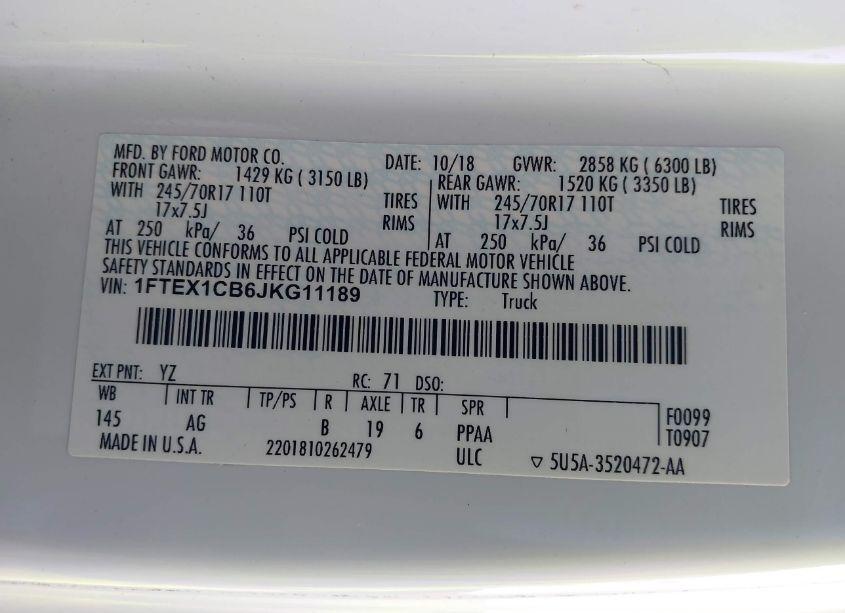 MFD. BY FORD MOTOR CO. DATE: 10/18 GVWR: 2858 KG ( 6300 LB)
FRONT GAWR: 1429 KG ( 3150 LB) REAR GAWR: 1520 KG ( 3350 LB)
WITH 245/70R17 110T TIRES WITH 245/70R17 110T TIRES
17x7.5J RIMS 17x7.5J RIMS
AT 250 kPa/ 36 PSI COLD AT 250 kPa/ 36 PSI COLD
THIS VEHICLE CONFORMS TO ALL APPLICABLE FEDERAL MOTOR VEHICLE
SAFETY STANDARDS IN EFFECT ON THE DATE OF MANUFACTURE SHOWN ABOVE.
VIN: 1FTEX1CB6JKG11189 TYPE: Truck
EXT PNT: YZ RC: 71 DSO:
WB INT TR TP/PS R AXLE TR SPR F0099
145 AG B 19 6 PPAA T0907
MADE IN U.S.A. 2201810262479 ULC ▽ 5U5A-3520472-AA